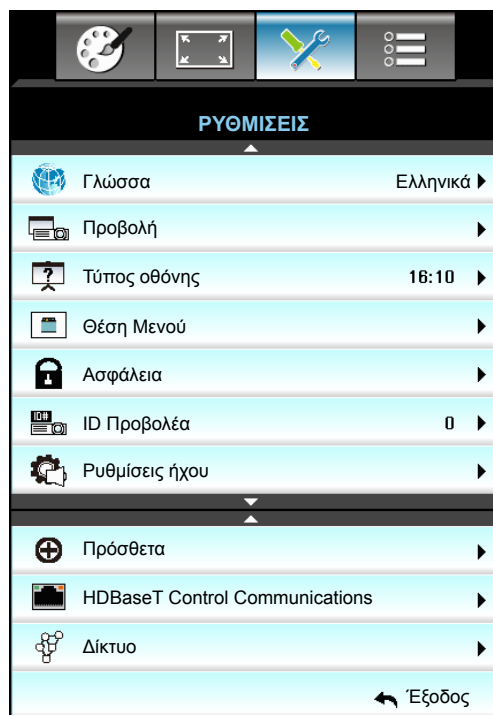 ΡΥΘΜΙΣΕΙΣ
Γλώσσα Ελληνικά
Προβολή
Τύπος οθόνης 16:10
Θέση Μενού
Ασφάλεια
ID# ID Προβολέα 0
Ρυθμίσεις ήχου
Πρόσθετα
HDBaseT Control Communications
Δίκτυο
Έξοδος